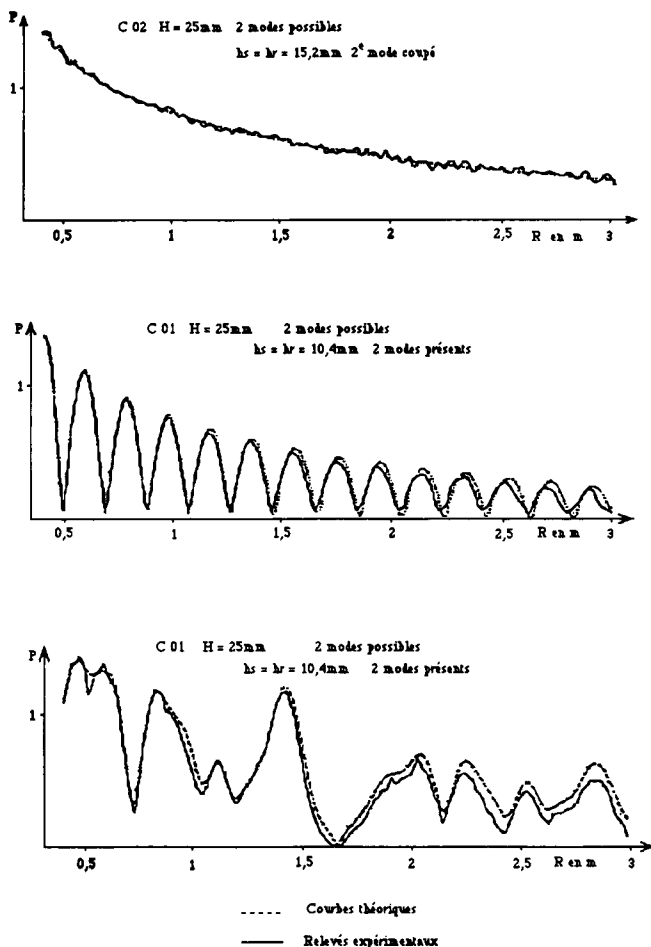 P
C 02 H = 25mm 2 modes possibles
hs = hr = 15,2mm 2e mode coupé
1
0,5 1 1,5 2 2,5 R en m 3
P
C 01 H = 25mm 2 modes possibles
hs = hr = 10,4mm 2 modes présents
1
0,5 1 1,5 2 2,5 R en m 3
P
C 01 H = 25mm 2 modes possibles
hs = hr = 10,4mm 2 modes présents
1
0,5 1 1,5 2 2,5 R en m 3
Courbes théoriques
Relevés expérimentaux